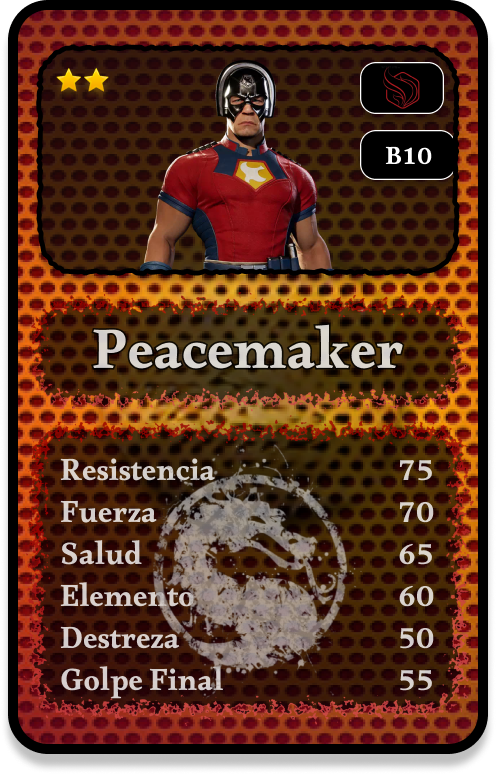 B10
Peacemaker
Resistencia 75
Fuerza 70
Salud 65
Elemento 60
Destreza 50
Golpe Final 55